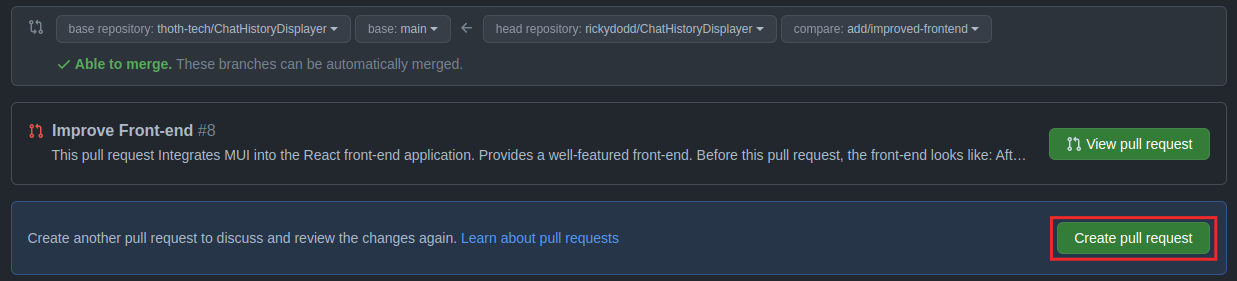 base repository: thoth-tech/ChatHistoryDisplayer base: main head repository: rickydodd/ChatHistoryDisplayer compare: add/improved-frontend
Able to merge. These branches can be automatically merged.
Improve Front-end #8
This pull request Integrates MUI into the React front-end application. Provides a well-featured front-end. Before this pull request, the front-end looks like: Aft…
View pull request
Create another pull request to discuss and review the changes again. Learn about pull requests
Create pull request